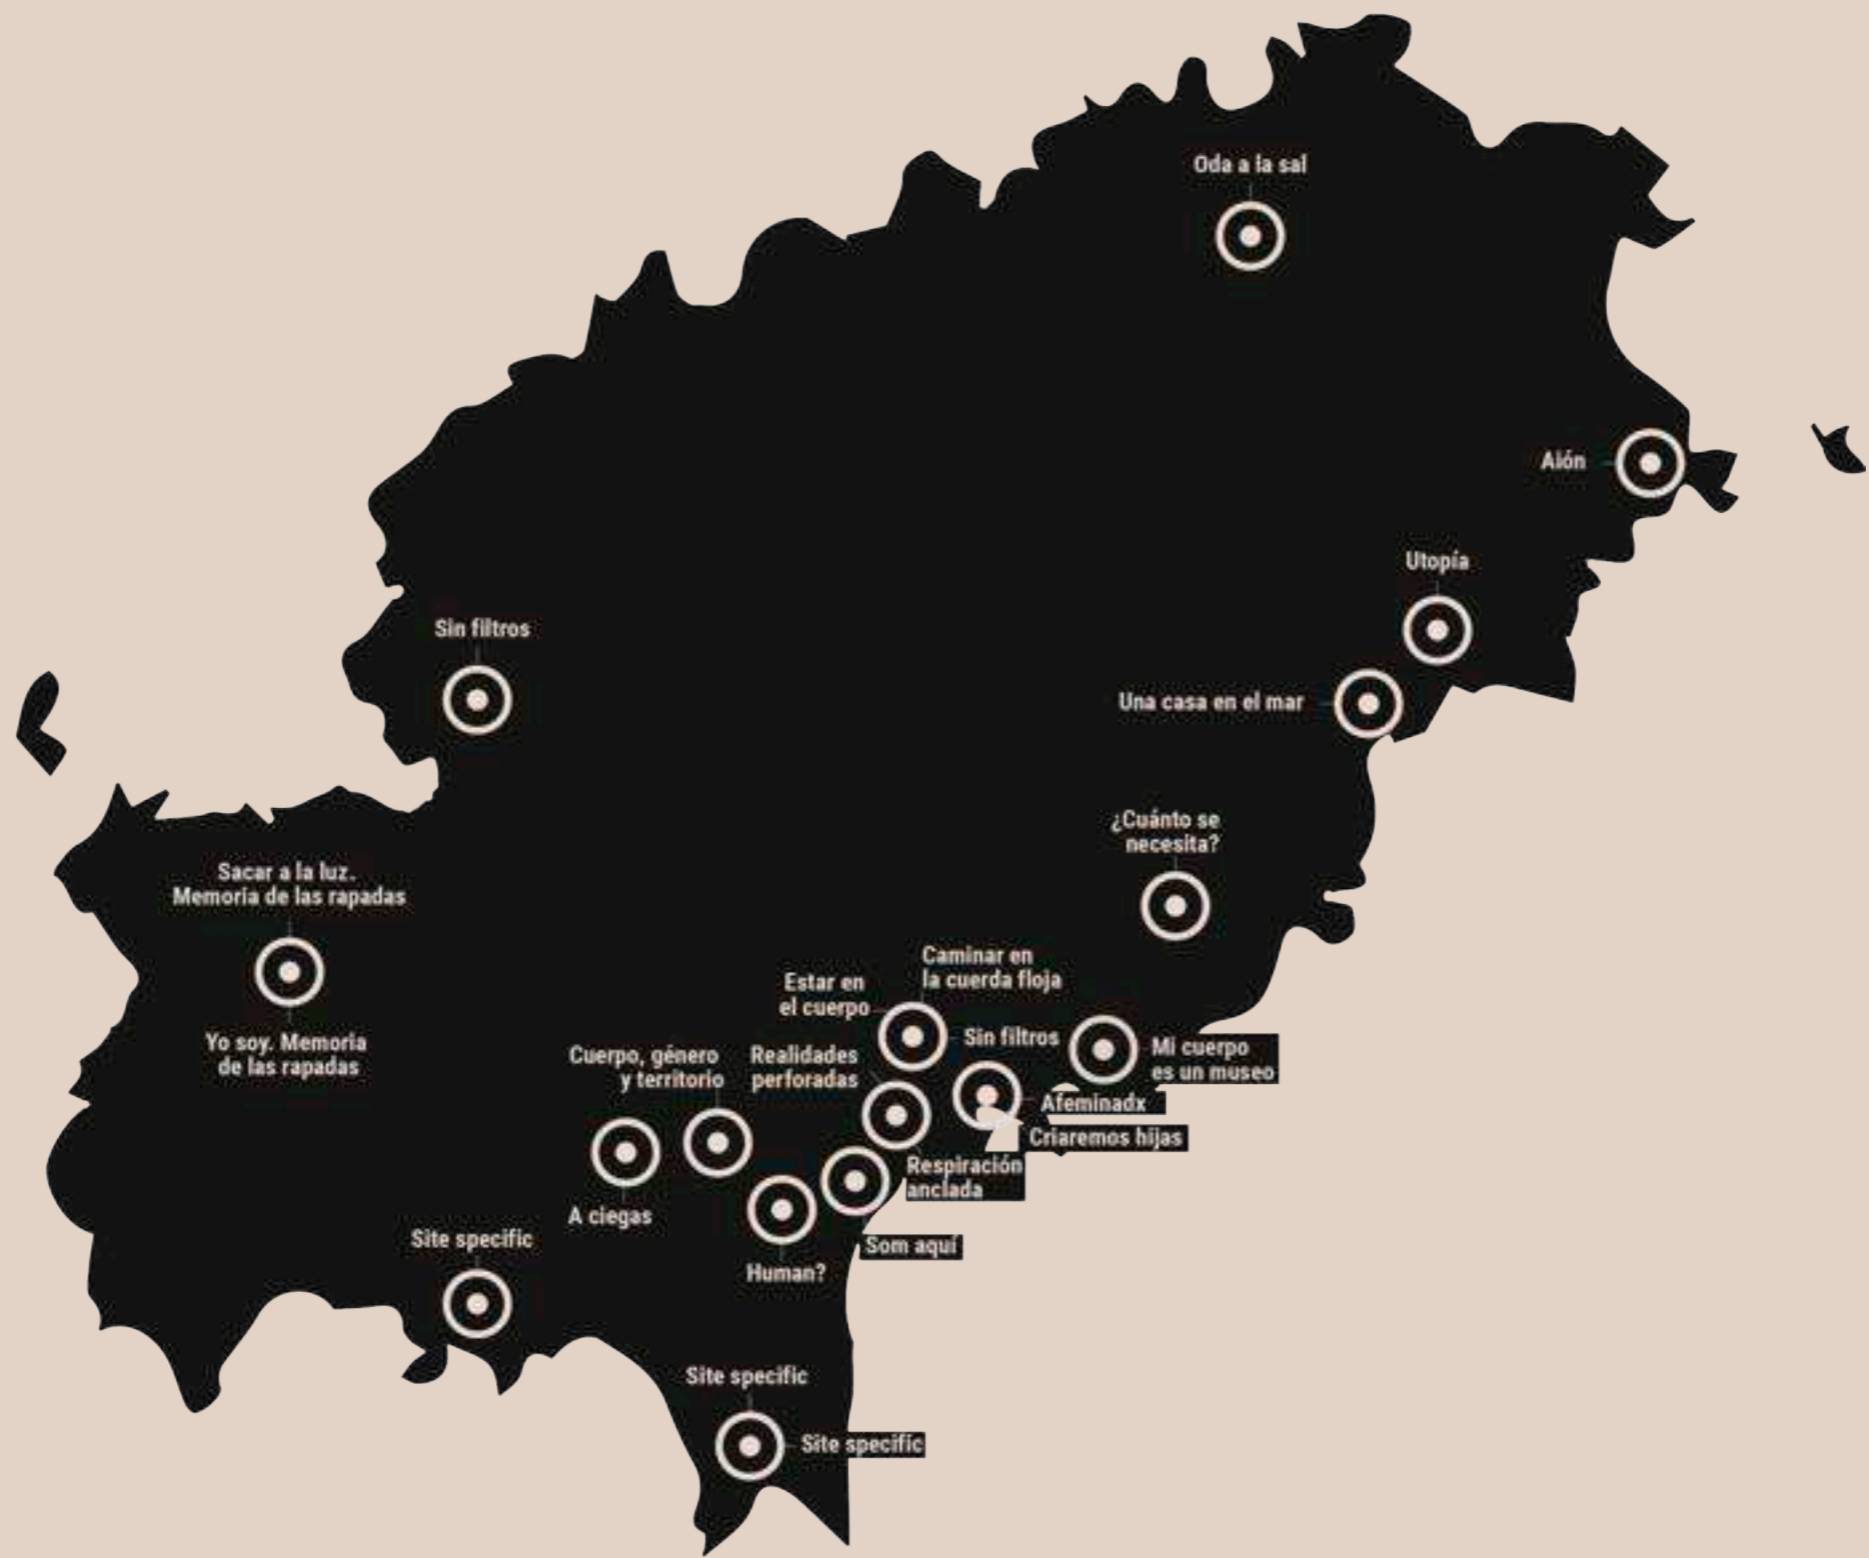 Oda a la sal
Aión
Utopía
Sin filtros
Una casa en el mar
¿Cuánto se
necesita?
Sacar a la luz.
Memoria de las rapadas
Yo soy. Memoria
de las rapadas
Caminar en
la cuerda floja
Estar en
el cuerpo
Sin filtros
Mi cuerpo
es un museo
Cuerpo, género
y territorio
Realidades
perforadas
Afeminadx
Criaremos hijas
Respiración
anclada
A ciegas
Som aquí
Human?
Site specific
Site specific
Site specific